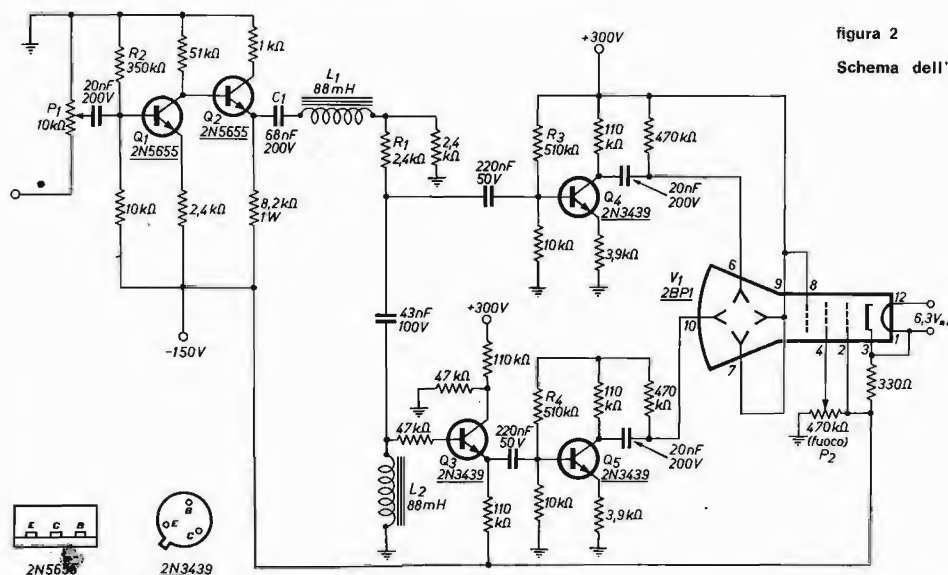 figura 2
Schema dell'
+300V
R2
350kΩ
51kΩ
1kΩ
20nF
200V
P1
10kΩ
Q1
2N5655
Q2
2N5655
C1
68nF
200V
L1
88mH
R1
2,4kΩ
2,4
kΩ
10kΩ
2,4kΩ
8,2kΩ
1W
-150V
220nF
50V
R3
510kΩ
110
kΩ
470kΩ
20nF
200V
Q4
2N3439
10kΩ
3,9kΩ
43nF
100V
+300V
110kΩ
47kΩ
47kΩ
Q3
2N3439
L2
88mH
110
kΩ
220nF
50V
R4
510kΩ
110
kΩ
470
kΩ
20nF
200V
Q5
2N3439
10kΩ
3,9kΩ
V1
2BP1
6
9
8
10
7
4
2
3
12
1
6,3V
330Ω
470kΩ
(fuoco)
P2
E C B
B
E
C
2N3439